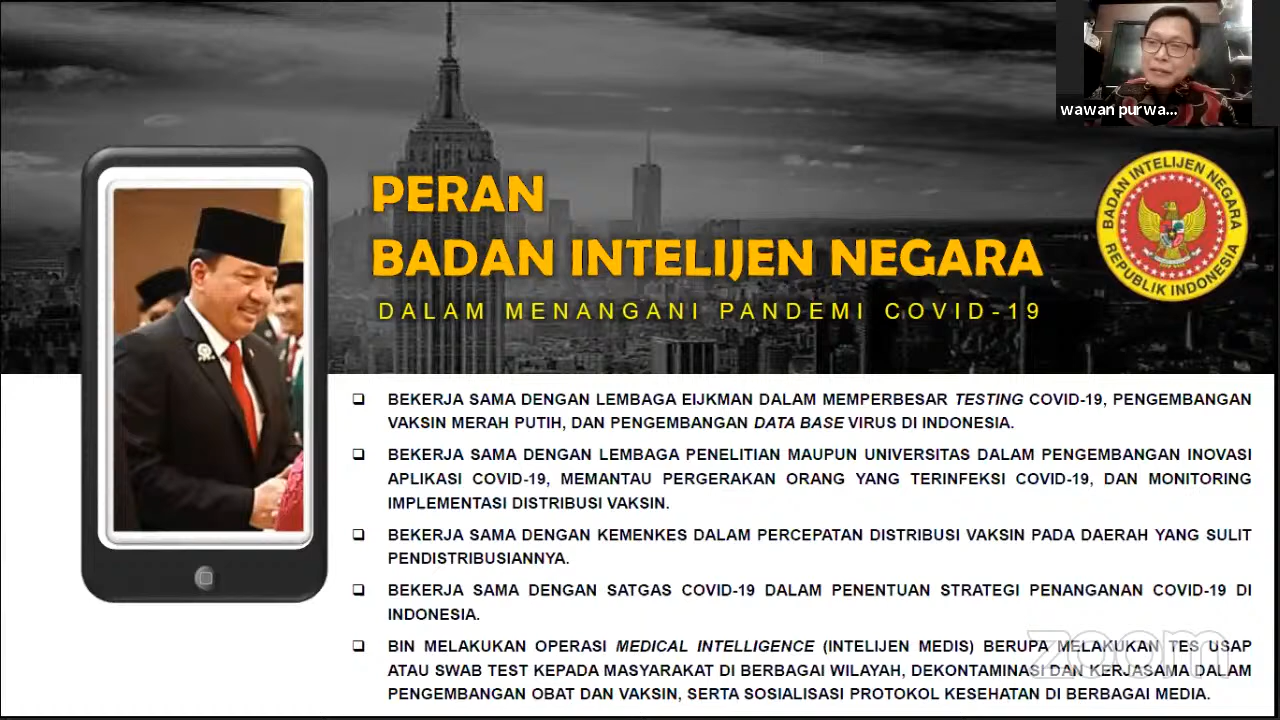 wawan purwa...
BADAN INTELIJEN NEGARA
REPUBLIK INDONESIA
PERAN
BADAN INTELIJEN NEGARA
DALAM MENANGANI PANDEMI COVID-19
❑ BEKERJA SAMA DENGAN LEMBAGA EIJKMAN DALAM MEMPERBESAR TESTING COVID-19, PENGEMBANGAN
VAKSIN MERAH PUTIH, DAN PENGEMBANGAN DATA BASE VIRUS DI INDONESIA.
❑ BEKERJA SAMA DENGAN LEMBAGA PENELITIAN MAUPUN UNIVERSITAS DALAM PENGEMBANGAN INOVASI
APLIKASI COVID-19, MEMANTAU PERGERAKAN ORANG YANG TERINFEKSI COVID-19, DAN MONITORING
IMPLEMENTASI DISTRIBUSI VAKSIN.
❑ BEKERJA SAMA DENGAN KEMENKES DALAM PERCEPATAN DISTRIBUSI VAKSIN PADA DAERAH YANG SULIT
PENDISTRIBUSIANNYA.
❑ BEKERJA SAMA DENGAN SATGAS COVID-19 DALAM PENENTUAN STRATEGI PENANGANAN COVID-19 DI
INDONESIA.
❑ BIN MELAKUKAN OPERASI MEDICAL INTELLIGENCE (INTELIJEN MEDIS) BERUPA MELAKUKAN TES USAP
ATAU SWAB TEST KEPADA MASYARAKAT DI BERBAGAI WILAYAH, DEKONTAMINASI DAN KERJASAMA DALAM
PENGEMBANGAN OBAT DAN VAKSIN, SERTA SOSIALISASI PROTOKOL KESEHATAN DI BERBAGAI MEDIA.
zoom